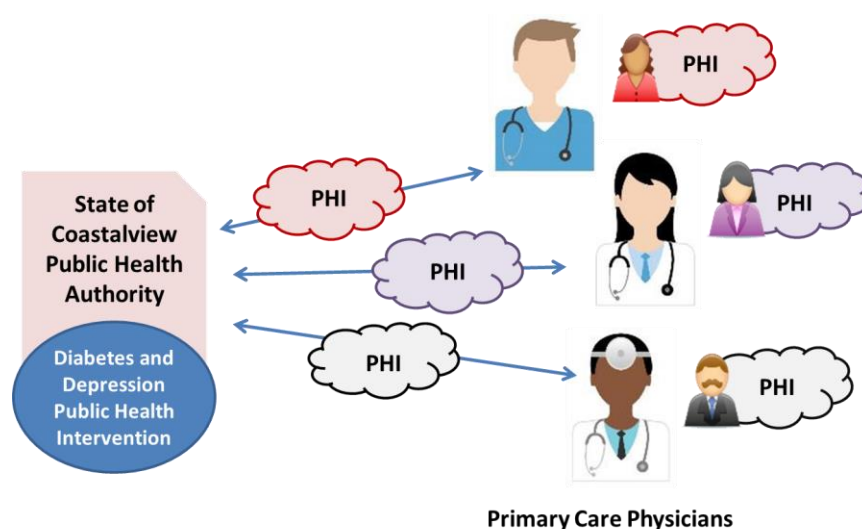 PHI
State of
Coastalview
Public Health
Authority
PHI
PHI
PHI
PHI
Diabetes and
Depression
Public Health
Intervention
PHI
Primary Care Physicians